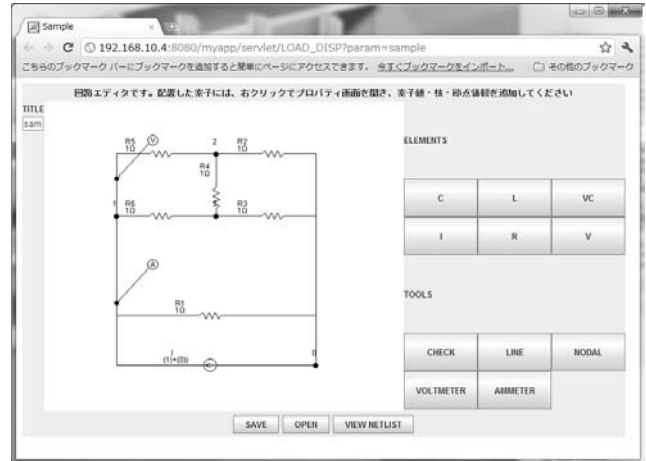 Sample
192.168.10.4:8080/myapp/servlet/LOAD_DISP?param=sample
こちらのブックマーク バーにブックマークを追加すると簡単にページにアクセスできます。 今すぐブックマークをインポート... その他のブックマーク
回路エディタです。配置した素子には、右クリックでプロパティ画面を開き、素子値・枝・節点情報を追加してください
TITLE
sam
R5
1Ω
V
2
R2
1Ω
R4
1Ω
1
R6
1Ω
R3
1Ω
A
R1
1Ω
I
(1)+(0)i
0
ELEMENTS
C L VC
I R V
TOOLS
CHECK LINE NODAL
VOLTMETER AMMETER
SAVE OPEN VIEW NETLIST